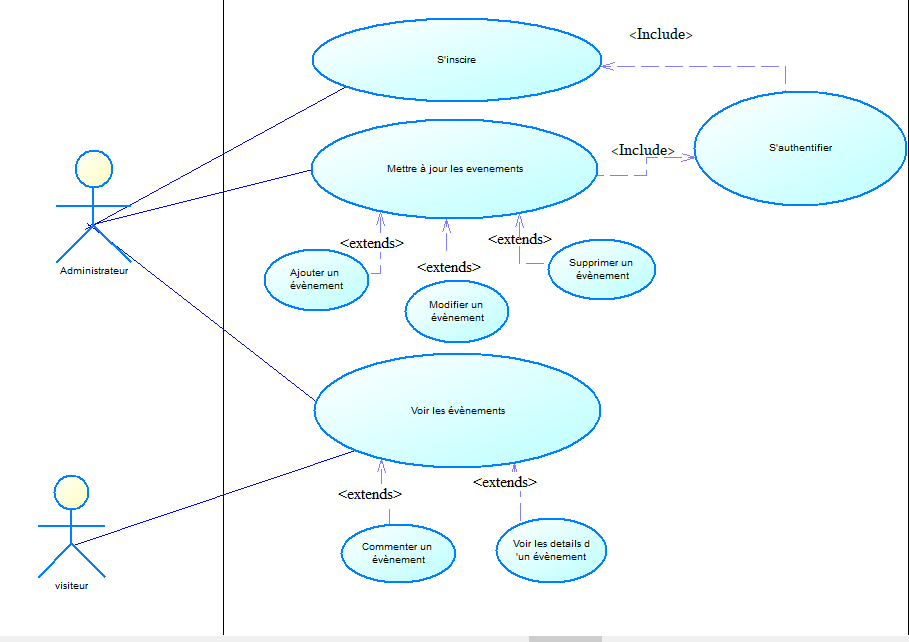 <Include>
S'inscire
S'authentifier
<Include>
Mettre à jour les evenements
<extends>
<extends>
<extends>
Ajouter un
évènement
Modifier un
évènement
Supprimer un
évènement
Administrateur
Voir les évènements
<extends>
<extends>
Commenter un
évènement
Voir les details d
'un évènement
visiteur